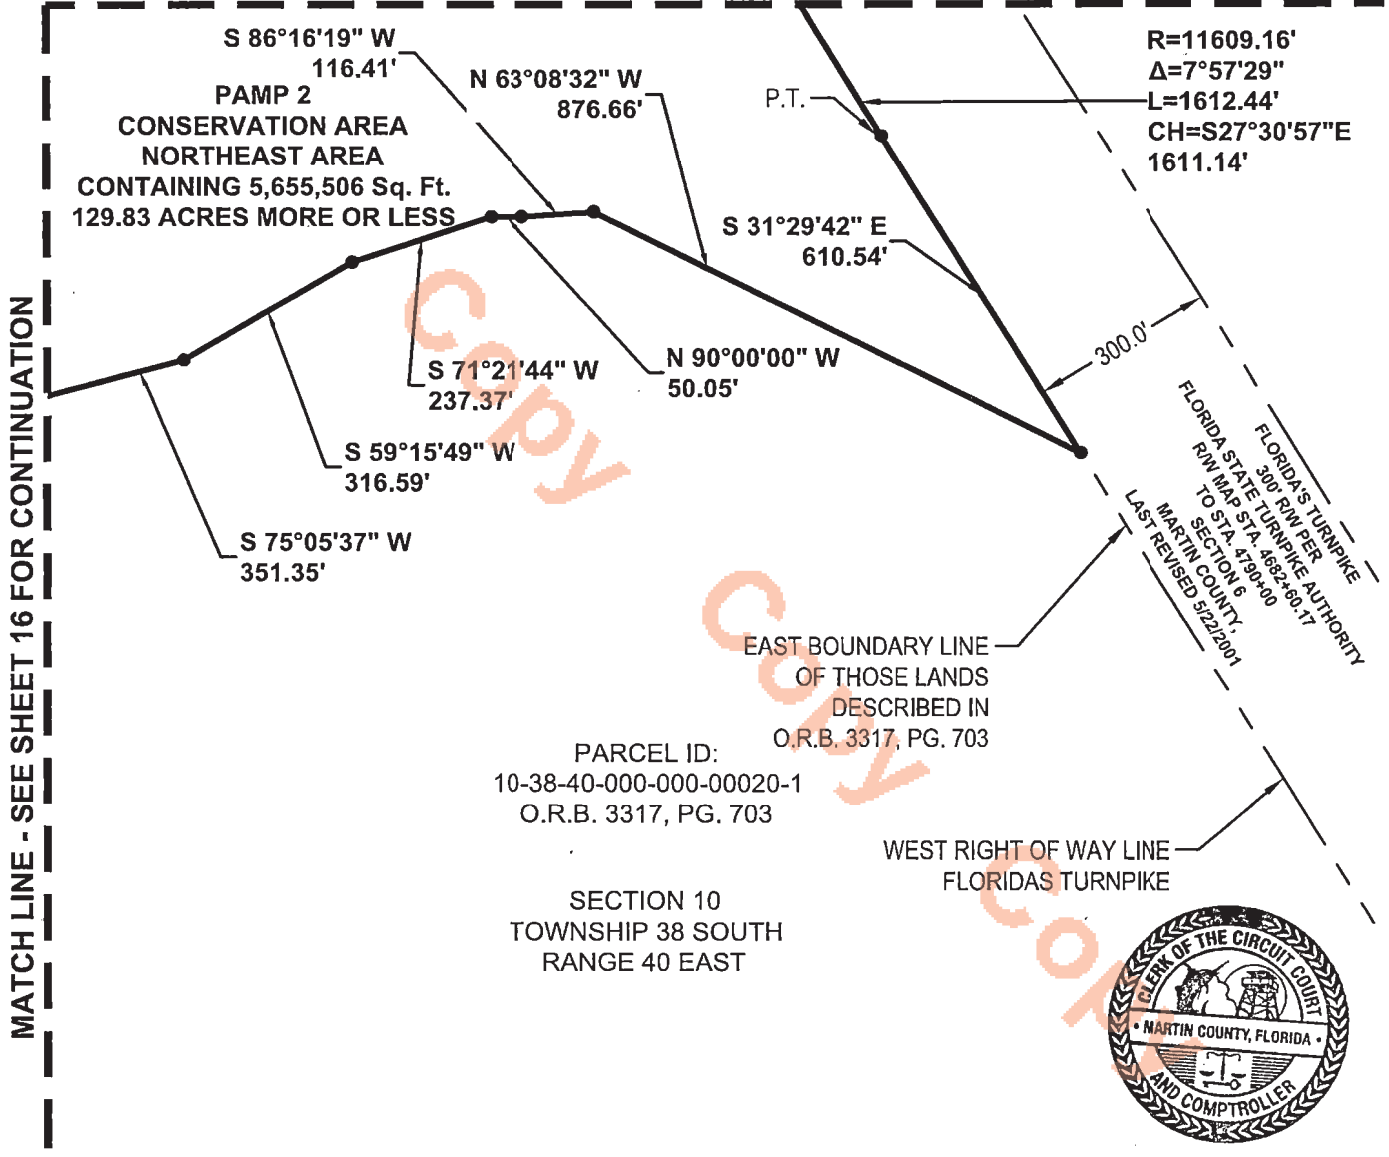 S 86°16'19" W
116.41'
PAMP 2
CONSERVATION AREA
NORTHEAST AREA
CONTAINING 5,655,506 Sq. Ft.
129.83 ACRES MORE OR LESS
N 63°08'32" W
876.66'
P.T.
R=11609.16'
Δ=7°57'29"
L=1612.44'
CH=S27°30'57"E
1611.14'
S 31°29'42" E
610.54'
300.0'
S 71°21'44" W
237.37'
N 90°00'00" W
50.05'
S 59°15'49" W
316.59'
S 75°05'37" W
351.35'
MATCH LINE - SEE SHEET 16 FOR CONTINUATION
FLORIDA'S TURNPIKE
300' R/W PER
FLORIDA STATE TURNPIKE AUTHORITY
R/W MAP STA. 4682+60.17
TO STA. 4790+00
SECTION 6
MARTIN COUNTY,
LAST REVISED 5/22/2001
EAST BOUNDARY LINE
OF THOSE LANDS
DESCRIBED IN
O.R.B. 3317, PG. 703
PARCEL ID:
10-38-40-000-000-00020-1
O.R.B. 3317, PG. 703
WEST RIGHT OF WAY LINE
FLORIDAS TURNPIKE
SECTION 10
TOWNSHIP 38 SOUTH
RANGE 40 EAST
Copy
Copy
Copy
CLERK OF THE CIRCUIT COURT
• MARTIN COUNTY, FLORIDA •
AND COMPTROLLER